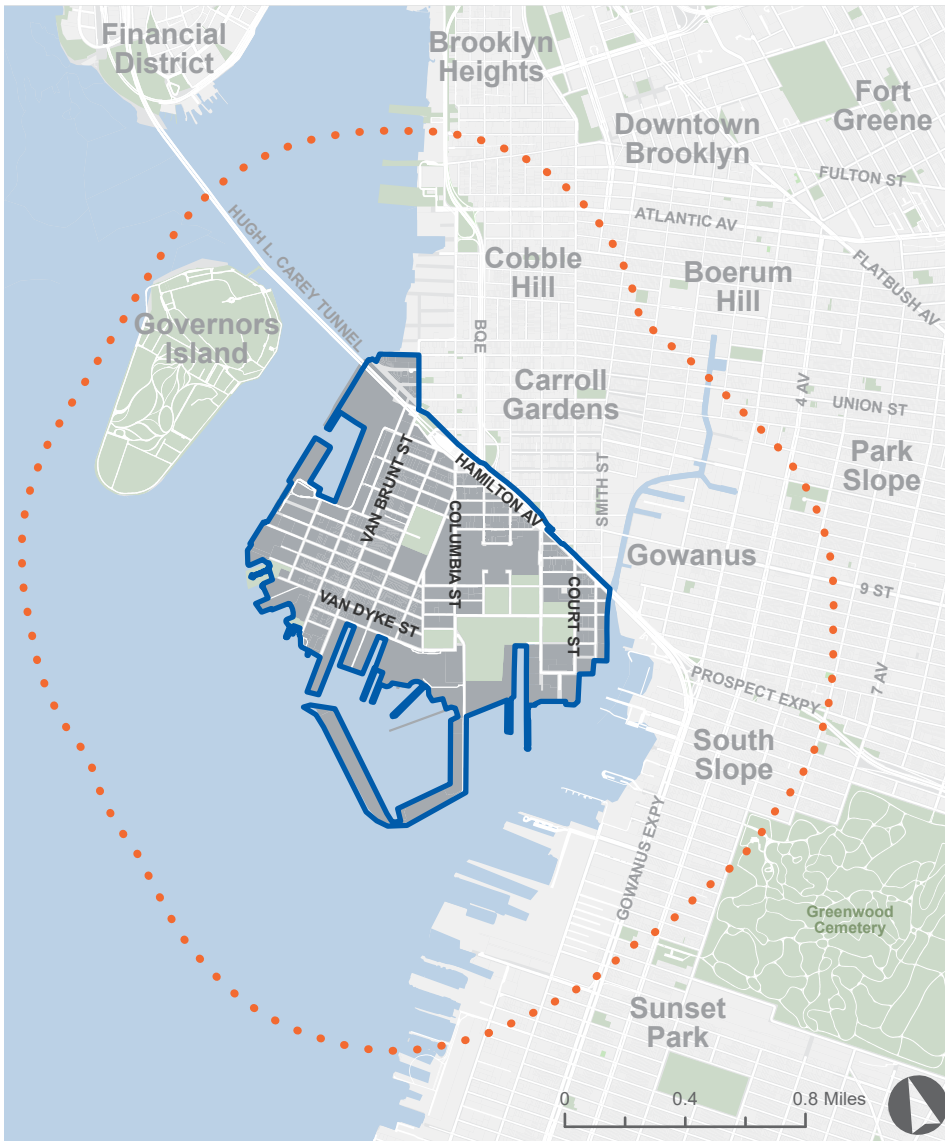 Financial
District
Brooklyn
Heights
Fort
Greene
Downtown
Brooklyn
FULTON ST
ATLANTIC AV
HUGH L. CAREY TUNNEL
Cobble
Hill
Boerum
Hill
FLATBUSH AV
Governors
Island
BQE
Carroll
Gardens
4 AV
UNION ST
Park
Slope
VAN BRUNT ST
HAMILTON AV
SMITH ST
COLUMBIA ST
Gowanus
9 ST
VAN DYKE ST
COURT ST
PROSPECT EXPY
7 AV
South
Slope
GOWANUS EXPY
Greenwood
Cemetery
Sunset
Park
0 0.4 0.8 Miles